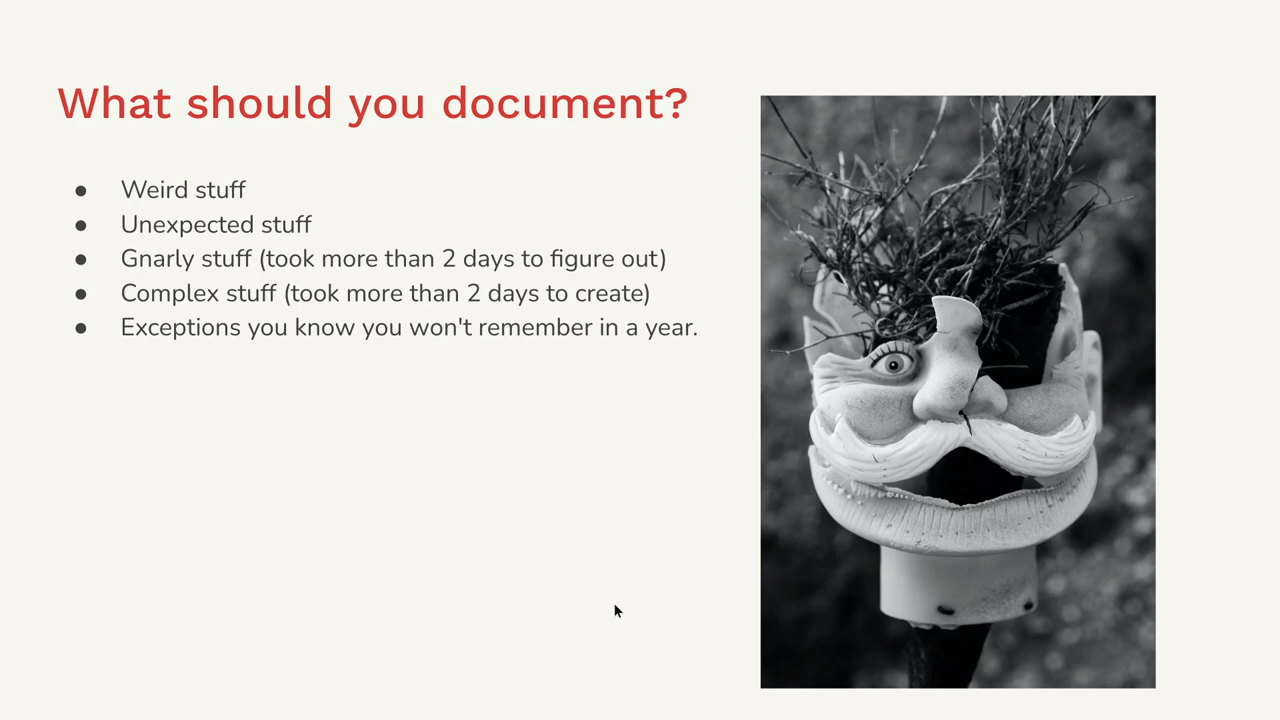 What should you document?
● Weird stuff
● Unexpected stuff
● Gnarly stuff (took more than 2 days to figure out)
● Complex stuff (took more than 2 days to create)
● Exceptions you know you won't remember in a year.